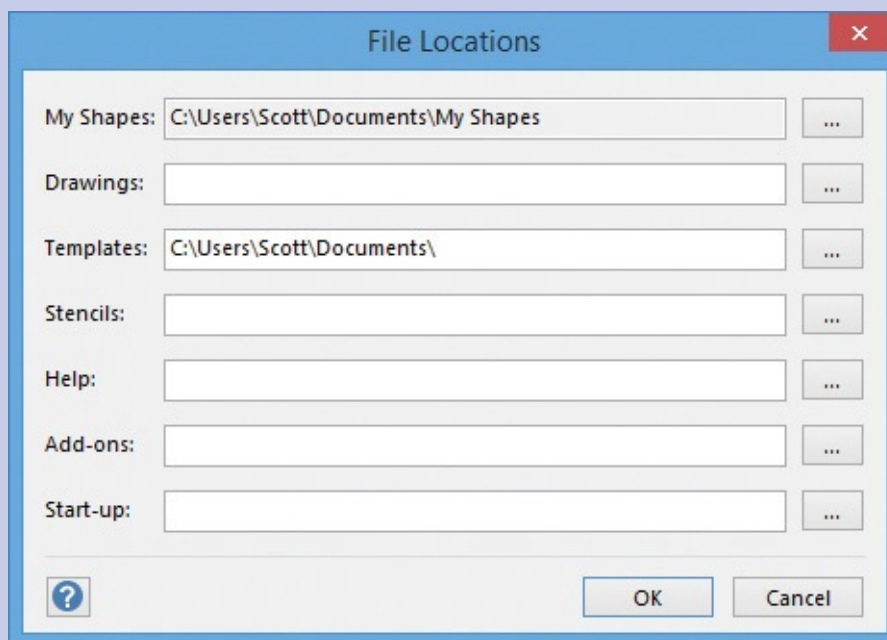 File Locations
My Shapes: C:\Users\Scott\Documents\My Shapes ...
Drawings: ...
Templates: C:\Users\Scott\Documents\ ...
Stencils: ...
Help: ...
Add-ons: ...
Start-up: ...
? OK Cancel